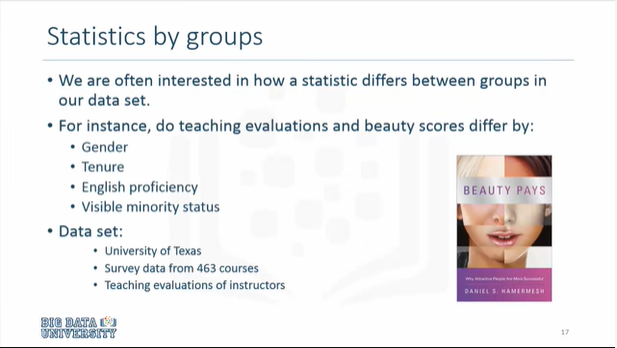 Statistics by groups
• We are often interested in how a statistic differs between groups in
our data set.
• For instance, do teaching evaluations and beauty scores differ by:
• Gender
• Tenure
• English proficiency
• Visible minority status
• Data set:
• University of Texas
• Survey data from 463 courses
• Teaching evaluations of instructors
BEAUTY PAYS
Why Attractive People Are More Successful
DANIEL S. HAMERMESH
BIG DATA
UNIVERSITY
17